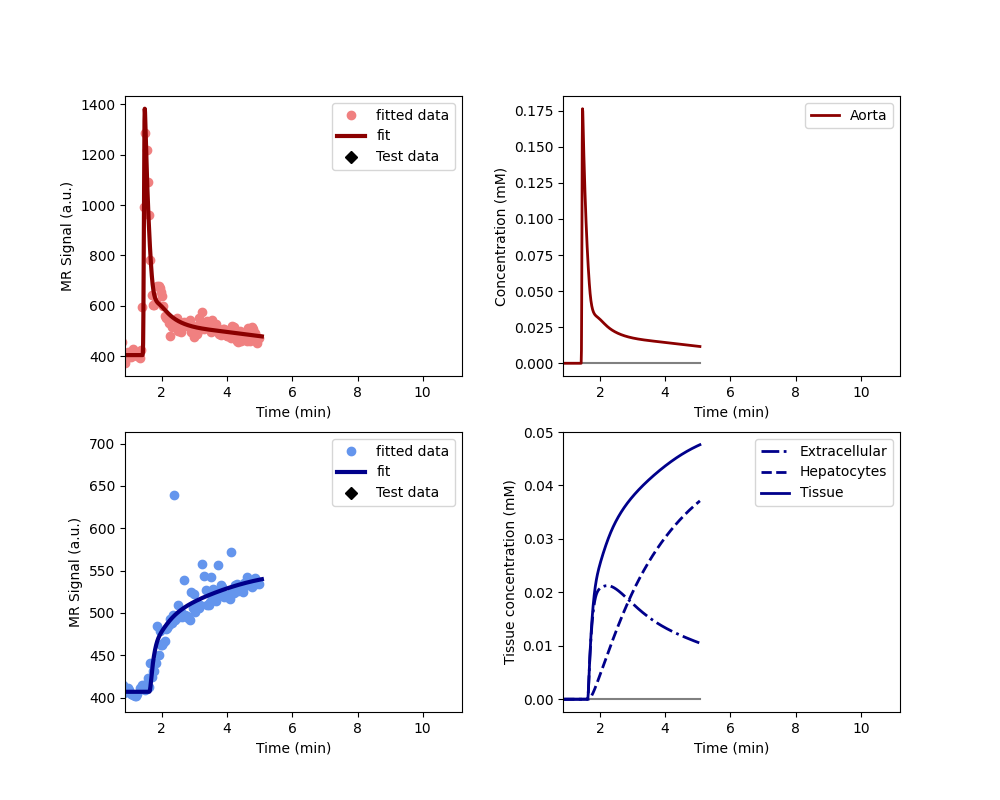 1400
1200
1000
800
600
400
MR Signal (a.u.)
2
4
6
8
10
Time (min)
fitted data
fit
Test data
0.175
0.150
0.125
0.100
0.075
0.050
0.025
0.000
Concentration (mM)
2
4
6
8
10
Time (min)
Aorta
700
650
600
550
500
450
400
MR Signal (a.u.)
2
4
6
8
10
Time (min)
fitted data
fit
Test data
0.05
0.04
0.03
0.02
0.01
0.00
Tissue concentration (mM)
2
4
6
8
10
Time (min)
Extracellular
Hepatocytes
Tissue